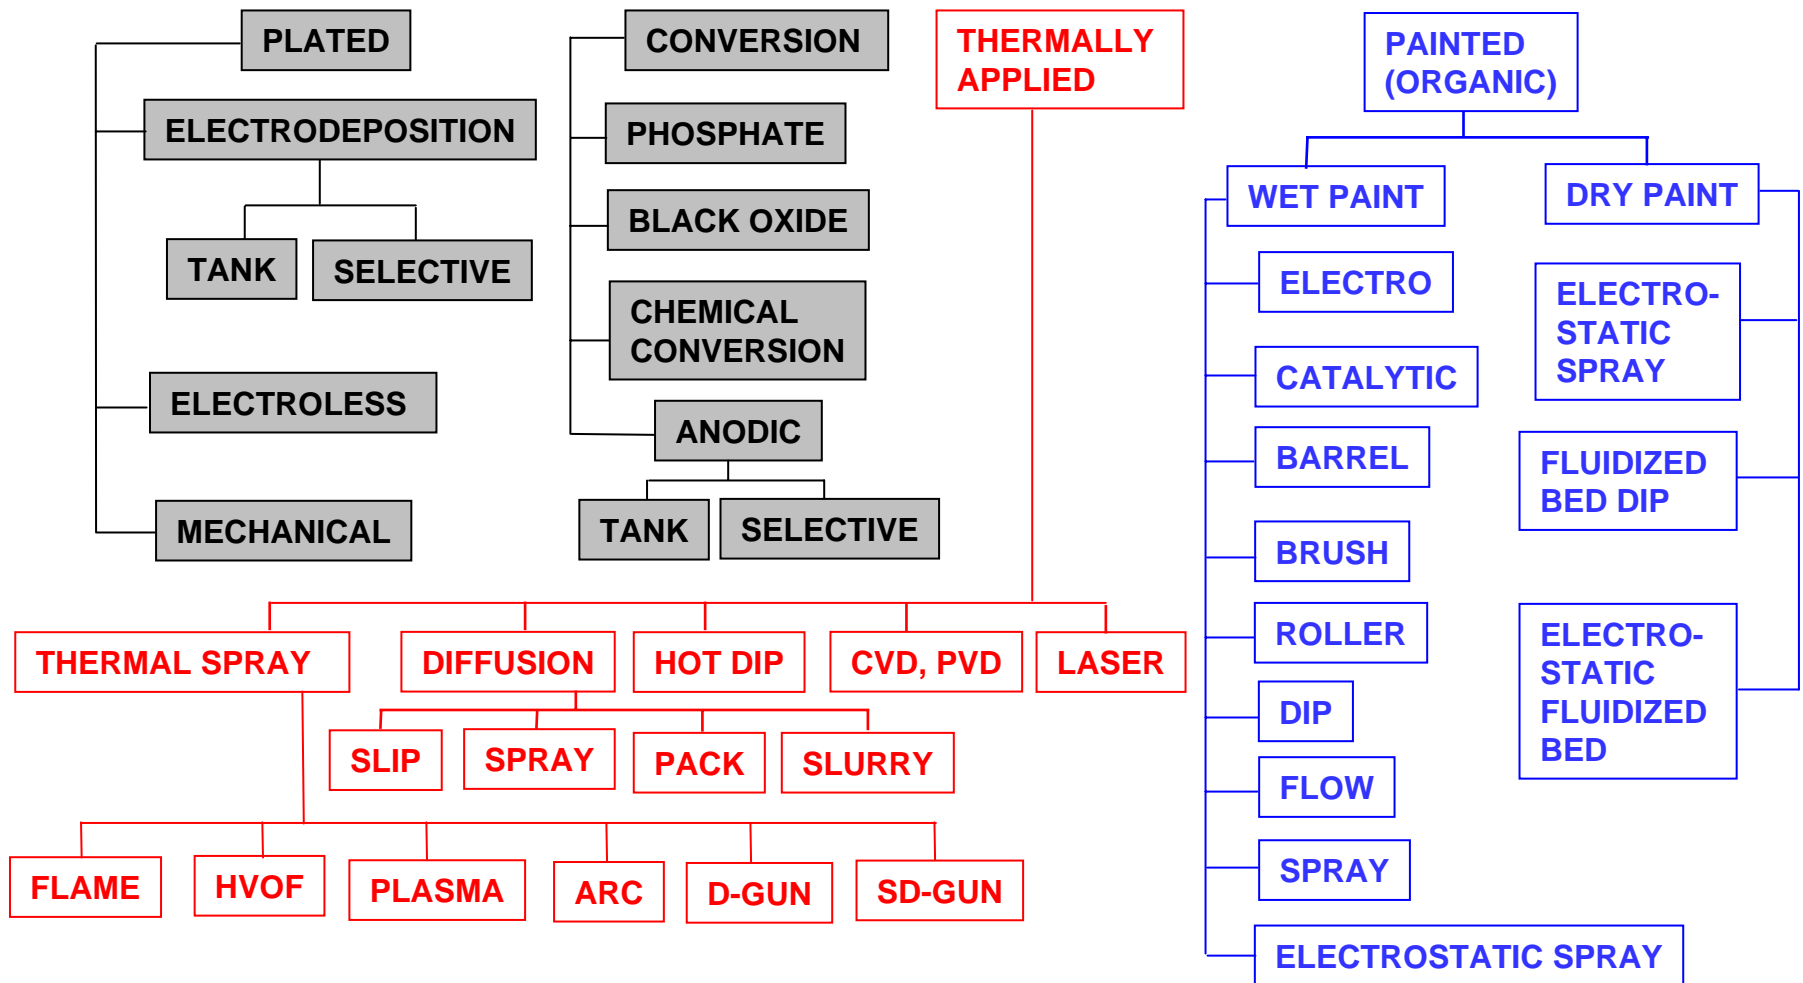 PLATED
ELECTRODEPOSITION
TANK
SELECTIVE
ELECTROLESS
MECHANICAL
CONVERSION
PHOSPHATE
BLACK OXIDE
CHEMICAL
CONVERSION
ANODIC
TANK
SELECTIVE
THERMALLY
APPLIED
THERMAL SPRAY
DIFFUSION
HOT DIP
CVD, PVD
LASER
SLIP
SPRAY
PACK
SLURRY
FLAME
HVOF
PLASMA
ARC
D-GUN
SD-GUN
PAINTED
(ORGANIC)
WET PAINT
ELECTRO
CATALYTIC
BARREL
BRUSH
ROLLER
DIP
FLOW
SPRAY
ELECTROSTATIC SPRAY
DRY PAINT
ELECTRO-
STATIC
SPRAY
FLUIDIZED
BED DIP
ELECTRO-
STATIC
FLUIDIZED
BED